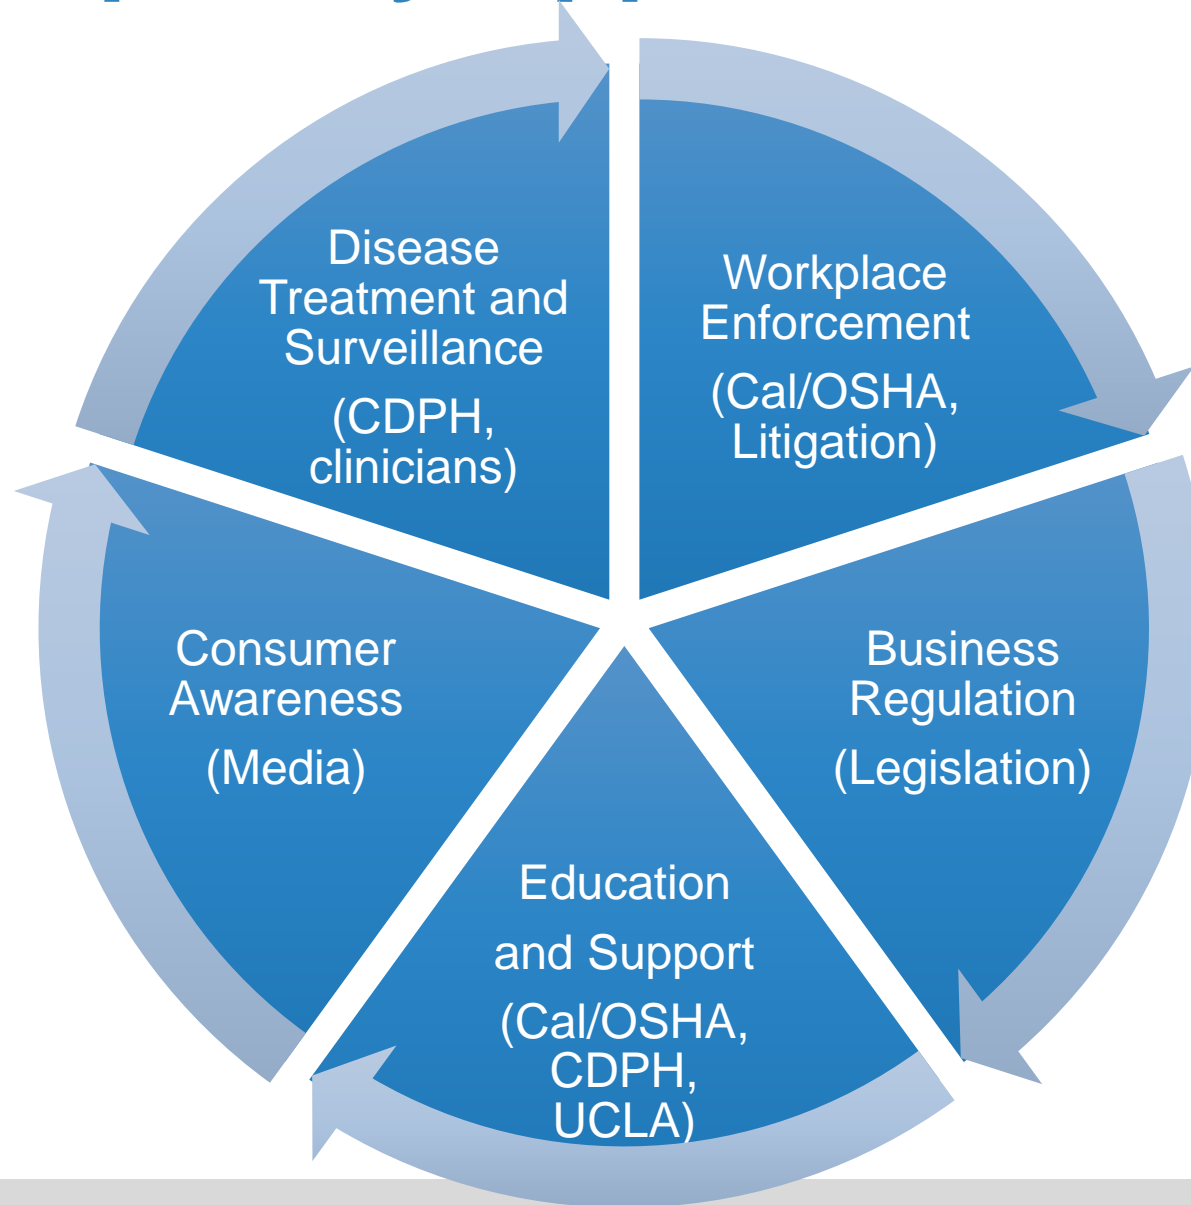 Disease
Treatment and
Surveillance
(CDPH,
clinicians)
Workplace
Enforcement
(Cal/OSHA,
Litigation)
Business
Regulation
(Legislation)
Education
and Support
(Cal/OSHA,
CDPH,
UCLA)
Consumer
Awareness
(Media)